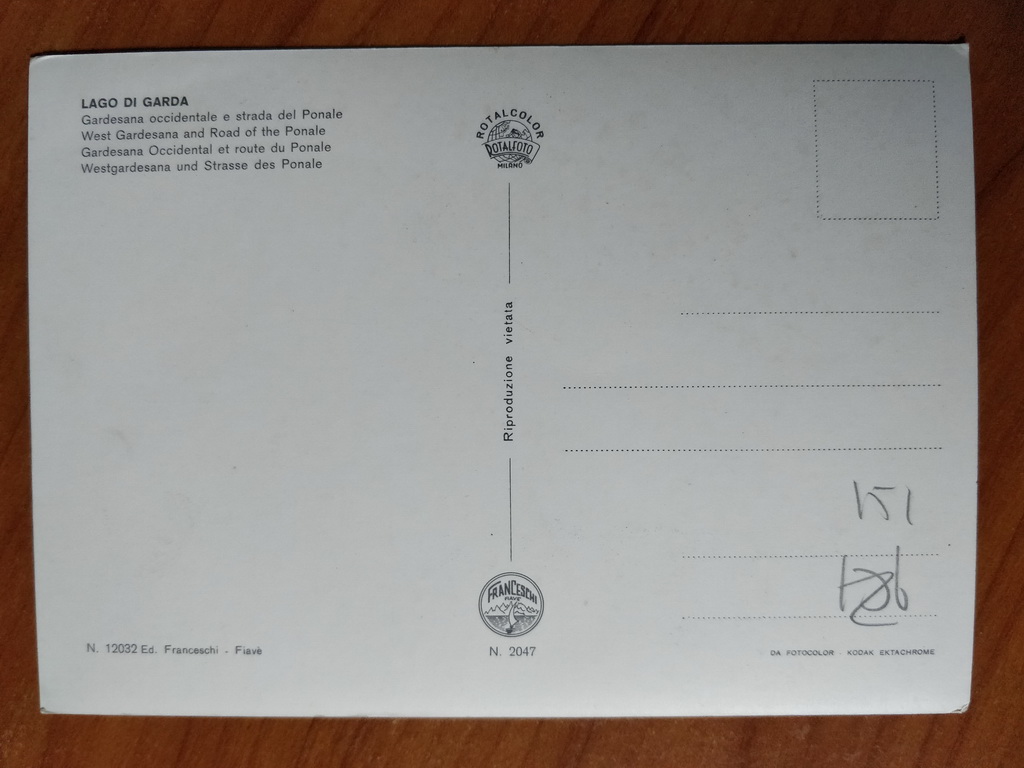 LAGO DI GARDA
Gardesana occidentale e strada del Ponale
West Gardesana and Road of the Ponale
Gardesana Occidental et route du Ponale
Westgardesana und Strasse des Ponale
ROTALCOLOR
ROTALFOTO
MILANO
Riproduzione vietata
151
FRANCESCHI
FIAVÈ
N. 12032 Ed. Franceschi - Fiavè
N. 2047
DA FOTOCOLOR - KODAK EKTACHROME